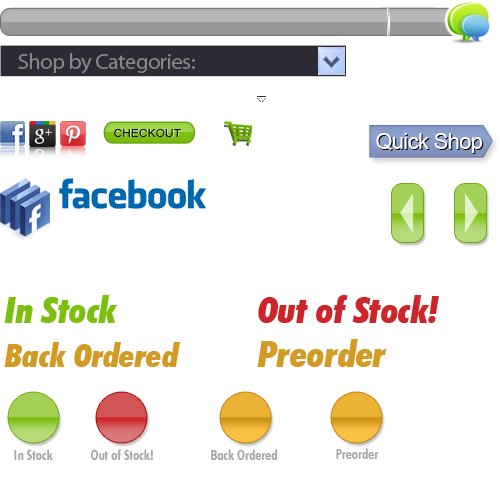 Shop by Categories:
f g+ CHECKOUT
Quick Shop
f facebook
In Stock Out of Stock!
Back Ordered Preorder
In Stock Out of Stock! Back Ordered Preorder